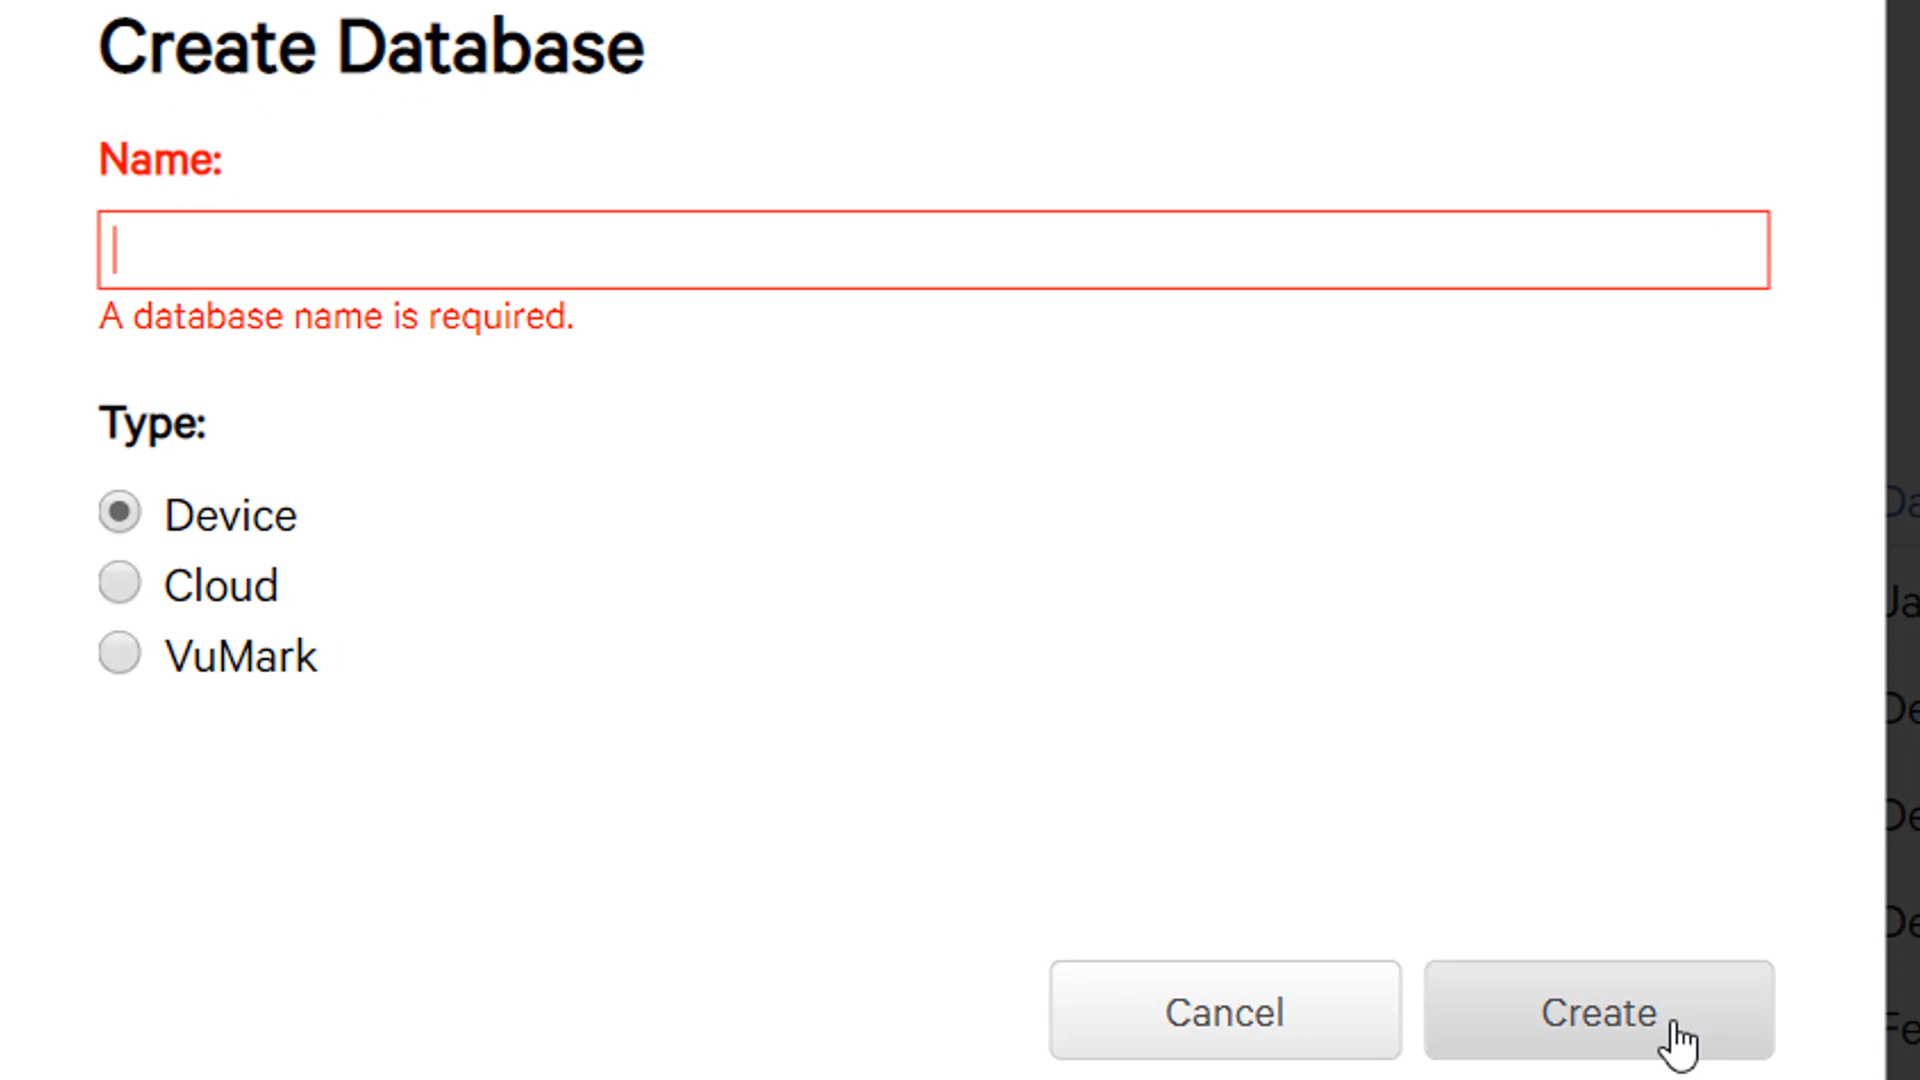 Create Database
Name:
A database name is required.
Type:
Device
Cloud
VuMark
Cancel
Create